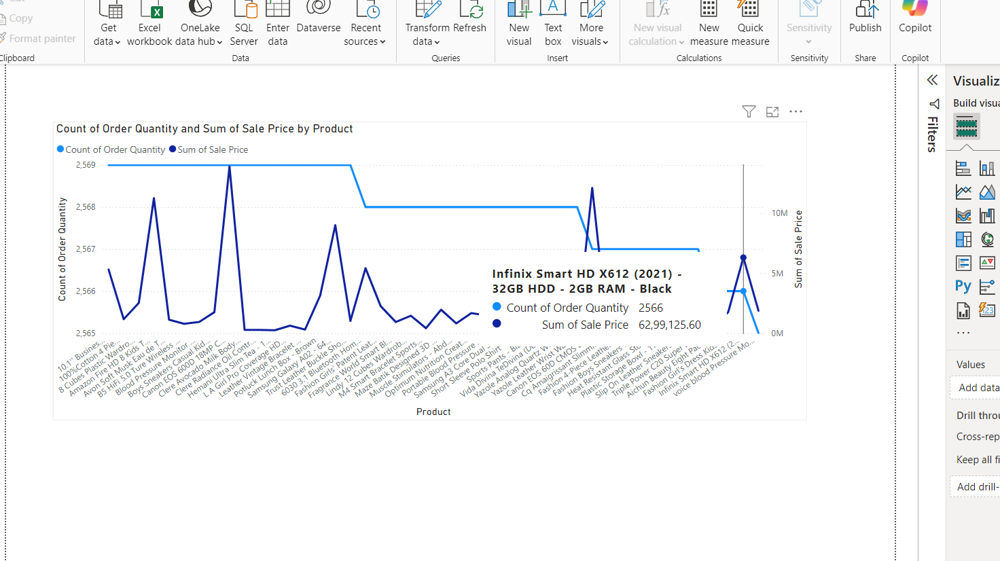 Cut
Copy
Format painter
Clipboard
Get data
Excel workbook
OneLake data hub
SQL Server
Enter data
Dataverse
Recent sources
Data
Transform data
Refresh
Queries
New visual
Text box
More visuals
Insert
New visual calculation
New measure
Quick measure
Calculations
Sensitivity
Sensitivity
Publish
Share
Copilot
Copilot
Count of Order Quantity and Sum of Sale Price by Product
Count of Order Quantity
Sum of Sale Price
2,569
2,568
2,567
2,566
2,565
Count of Order Quantity
10M
5M
0M
Sum of Sale Price
Infinix Smart HD X612 (2021) -
32GB HDD - 2GB RAM - Black
Count of Order Quantity 2566
Sum of Sale Price 62,99,125.60
10.1'' Business...
100%Cotton 4 Pie...
8 Cubes Plastic Wardro...
Amazon Fire HD 8 Kids T...
Avon Soft Musk Eau de T...
B5 HiFi 5.0 Ture Wireless ...
Blood Pressure Monitor ...
Boys Sneakers Casual Kid...
Canon EOS 600D 18MP C...
Clere Avocado Milk Body...
Clere Radiance Oil Contr...
Hemani Ultra Slim Tea - 1...
L A Girl Pro Coverage HD...
Leather Vintage Bracelet ...
Potluck Lunch Box - Brown
Samsung Galaxy A02 - 64...
Trust Leather Buckle Sho...
6030 3.1 Bluetooth Hom...
Fashion Girls' Patent Leat...
Fragrance World Smart Bl...
Lindy 12 Cubes Wardrob...
M4 Smart Bracelet Sports...
Maze Batik Designed 3D ...
Muscle Stimulators - Abd...
Optimum Nutrition Creat...
Portable Blood Pressure
Samsung A3 Core Dual
Short Sleeve Polo Shirt
Sports Pants -
Vida Divina TeDivina
Yazole Analog Quartz
Yazole Leather Wrist
Canon EOS 60D CMOS
Cq Amaigrissant
Fashion 4-Piece Leather
Fashion Boys Sneakers
Heat Resistant Glass
Plastic Storage Bowl - 1
Slip On Leather Sneaker
Triple Power C20 Super
Aichun Beauty Eight Pac
Fashion Girl's Dress
Infinix Smart HD X612 (2...
voice blood Pressure Mo...
Product
Filters
Visualiz
Build visua
Py
123
Values
Add data
Drill throu
Cross-rep
Keep all fi
Add drill-